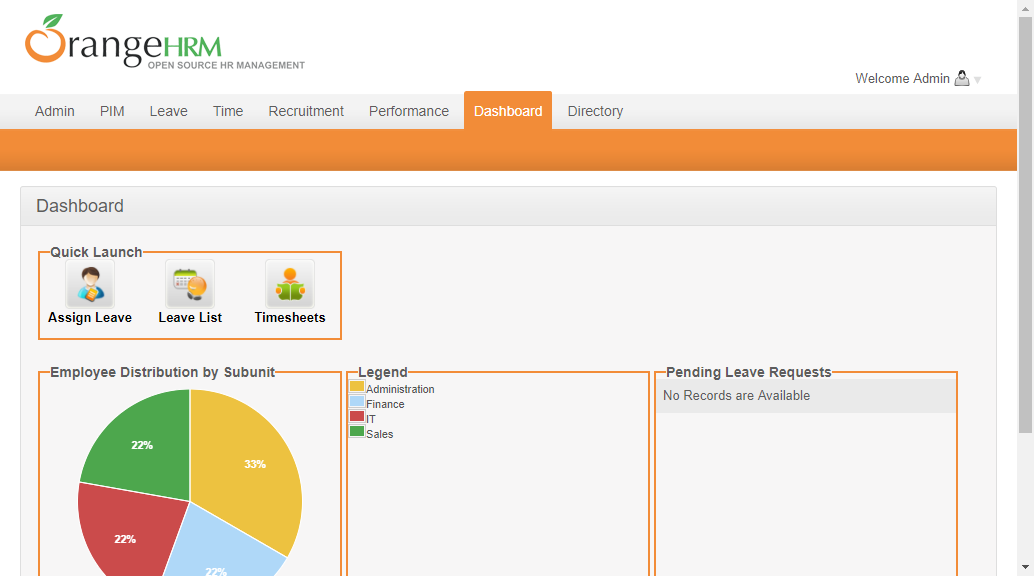 OrangeHRM
OPEN SOURCE HR MANAGEMENT
Welcome Admin
Admin PIM Leave Time Recruitment Performance Dashboard Directory
Dashboard
Quick Launch
Assign Leave Leave List Timesheets
Employee Distribution by Subunit
22%
33%
22%
22%
Legend
Administration
Finance
IT
Sales
Pending Leave Requests
No Records are Available